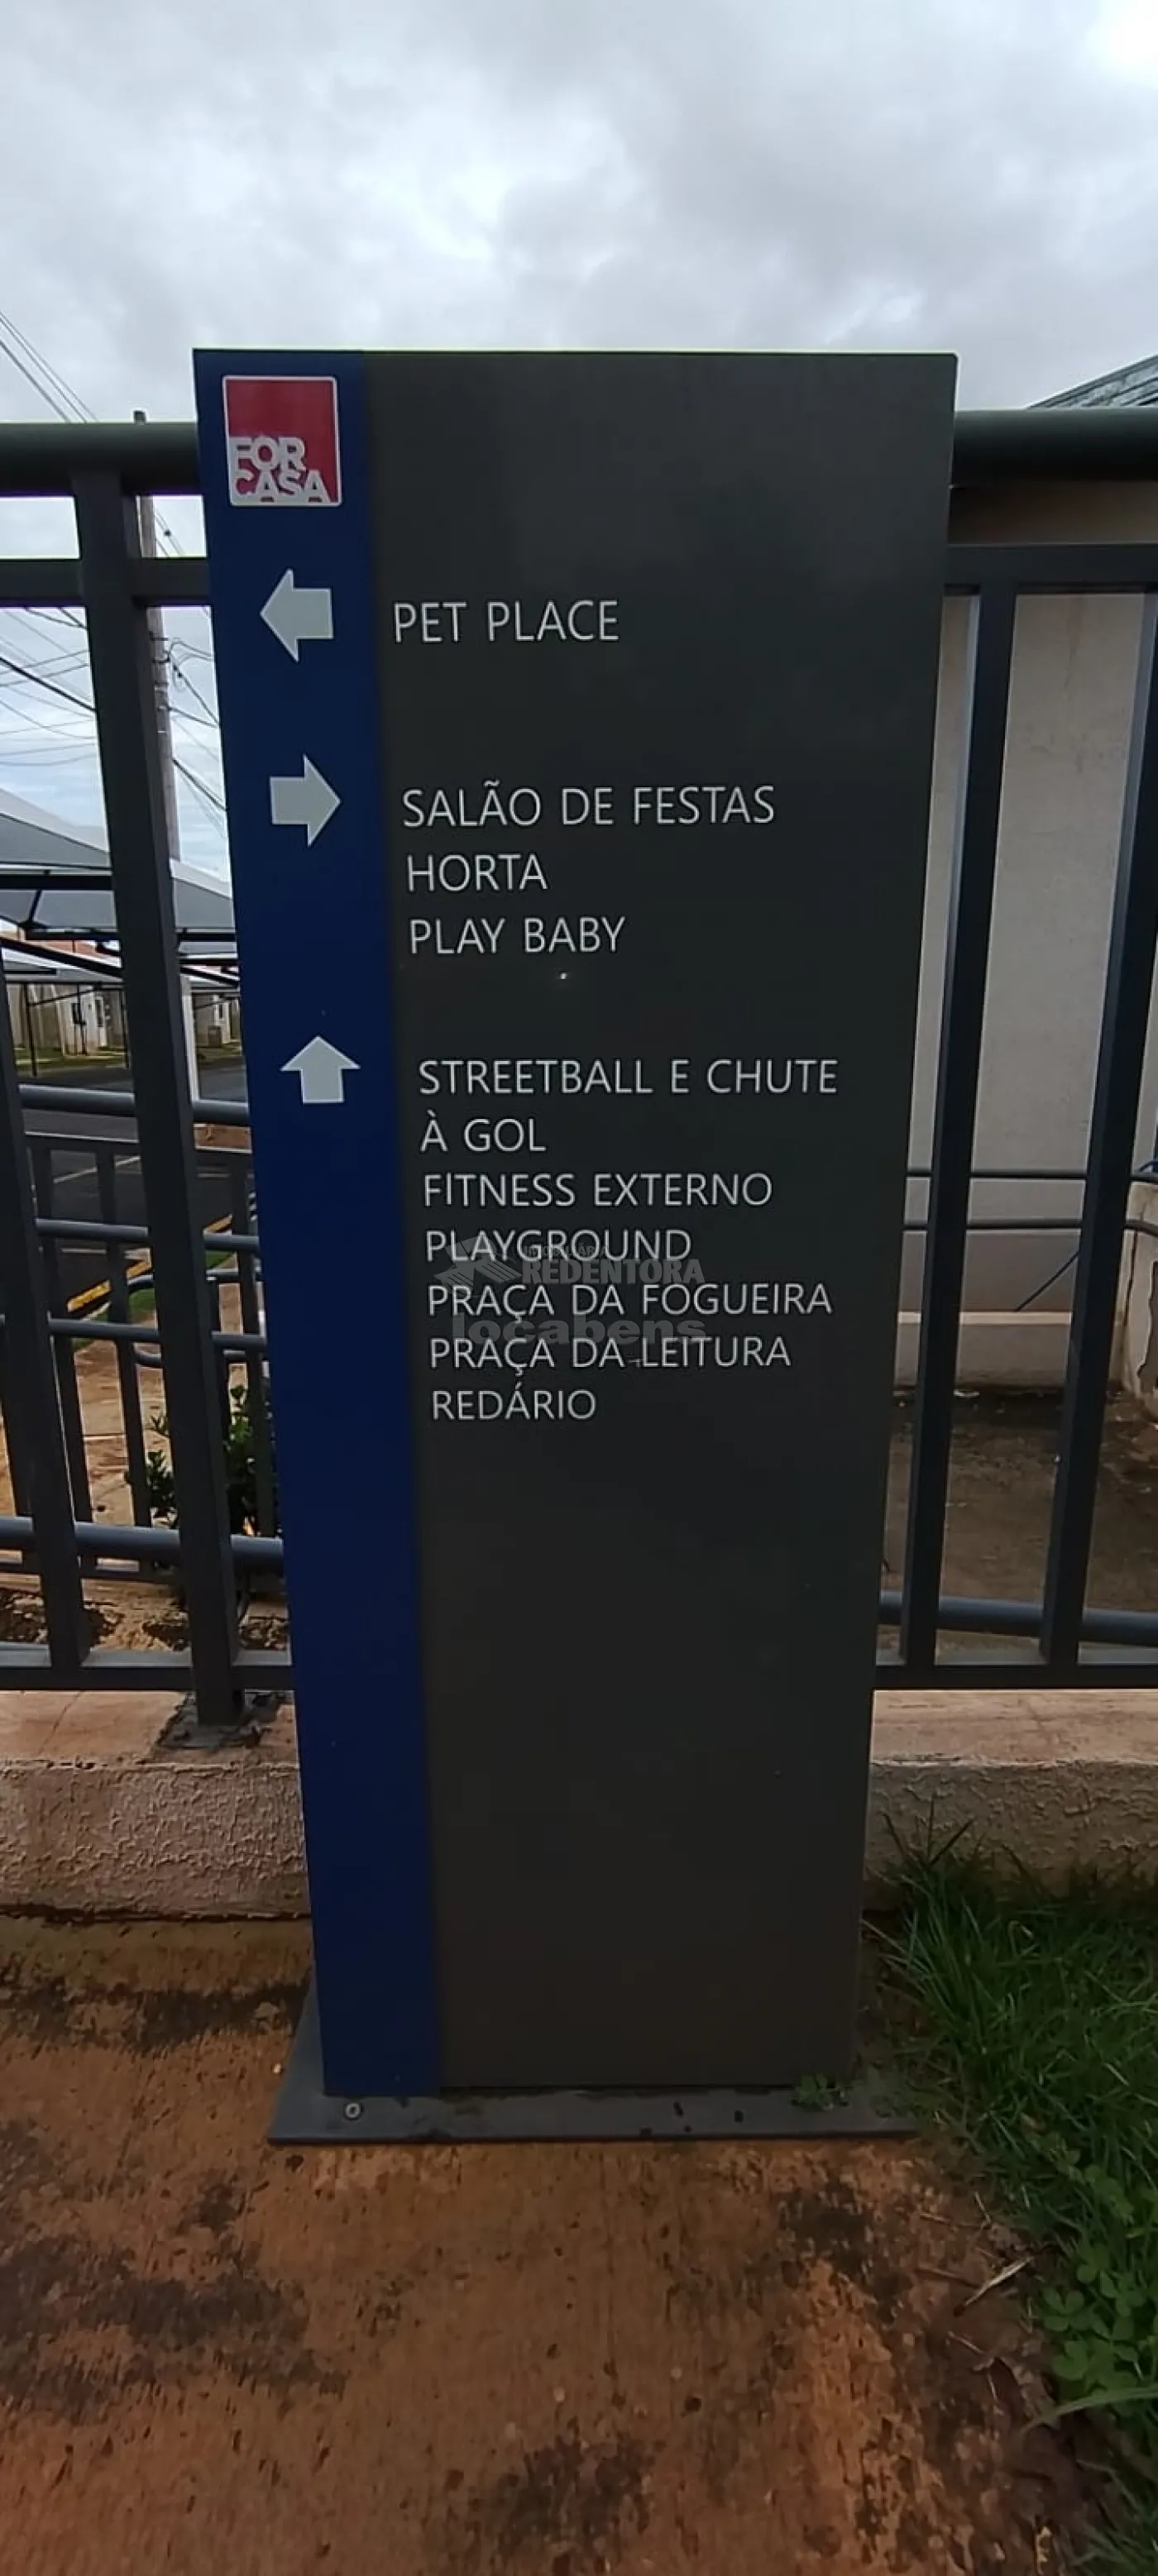 FOR
CASA
PET PLACE
SALÃO DE FESTAS
HORTA
PLAY BABY
STREETBALL E CHUTE
À GOL
FITNESS EXTERNO
PLAYGROUND
IMOBILIÁRIA
REDENTORA
PRAÇA DA FOGUEIRA
locabens
PRAÇA DA LEITURA
REDÁRIO